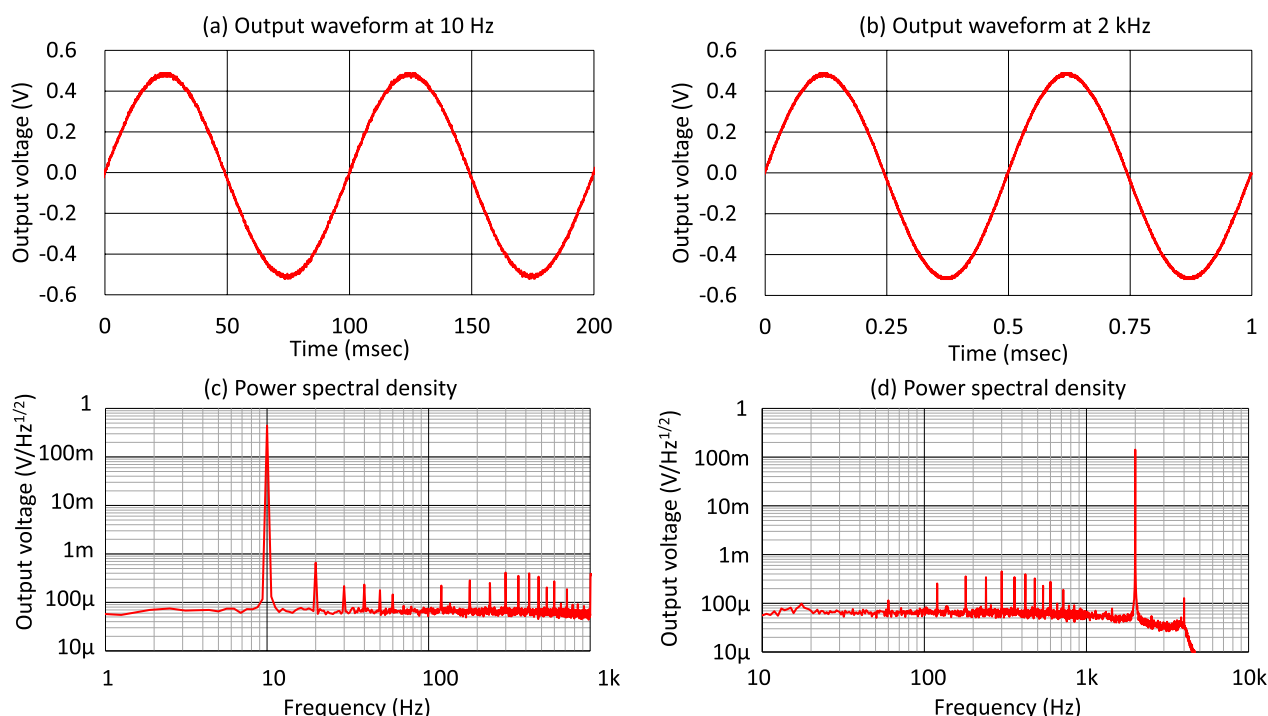 (a) Output waveform at 10 Hz
Output voltage (V)
0.6
0.4
0.2
0.0
-0.2
-0.4
-0.6
0 50 100 150 200
Time (msec)
(b) Output waveform at 2 kHz
Output voltage (V)
0.6
0.4
0.2
0.0
-0.2
-0.4
-0.6
0 0.25 0.5 0.75 1
Time (msec)
(c) Power spectral density
Output voltage (V/Hz^1/2)
1
100m
10m
1m
100µ
10µ
1 10 100 1k
Frequency (Hz)
(d) Power spectral density
Output voltage (V/Hz^1/2)
1
100m
10m
1m
100µ
10µ
10 100 1k 10k
Frequency (Hz)